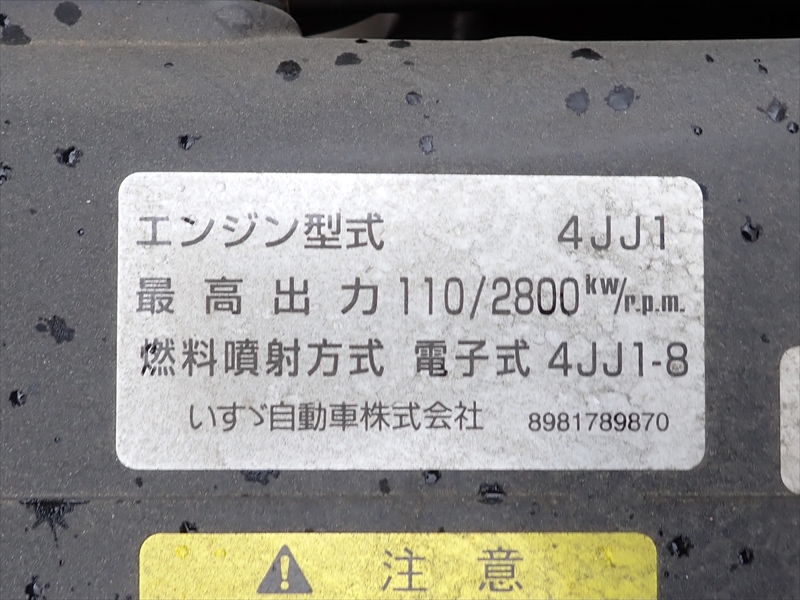 エンジン型式 4JJ1
最高出力 110/2800kW/r.p.m.
燃料噴射方式 電子式 4JJ1-8
いすゞ自動車株式会社 8981789870
注意